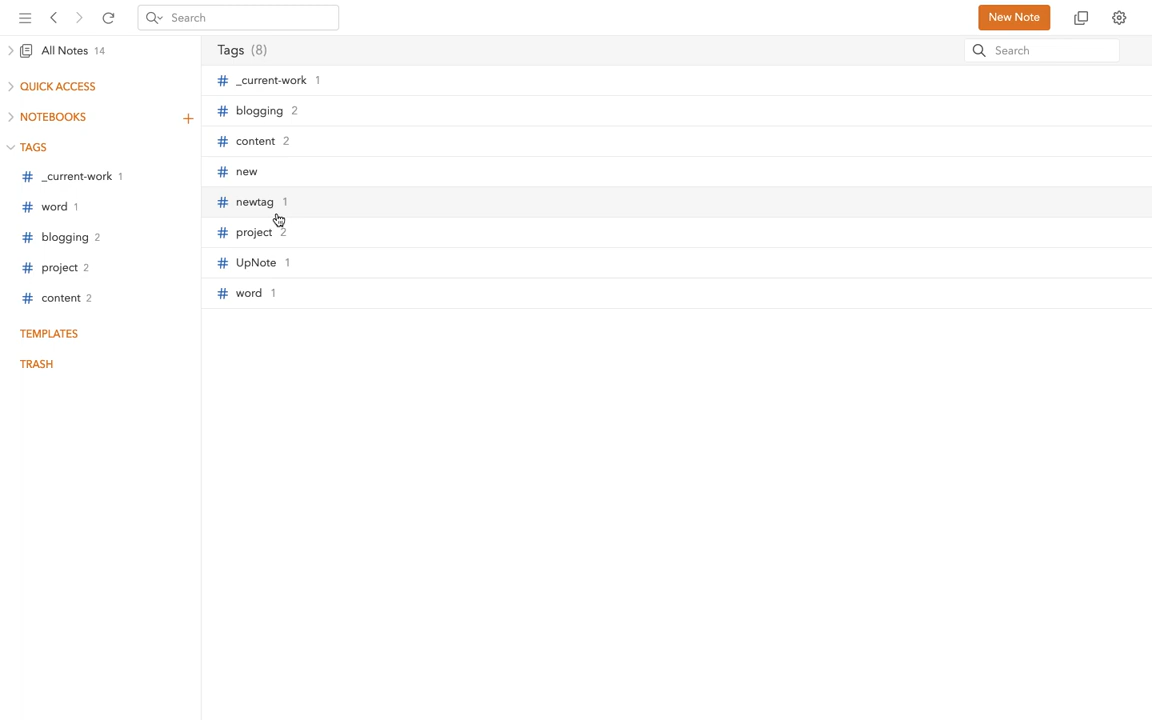 Search
New Note
All Notes 14
QUICK ACCESS
NOTEBOOKS
TAGS
# _current-work 1
# word 1
# blogging 2
# project 2
# content 2
TEMPLATES
TRASH
Tags (8)
Search
# _current-work 1
# blogging 2
# content 2
# new
# newtag 1
# project 2
# UpNote 1
# word 1